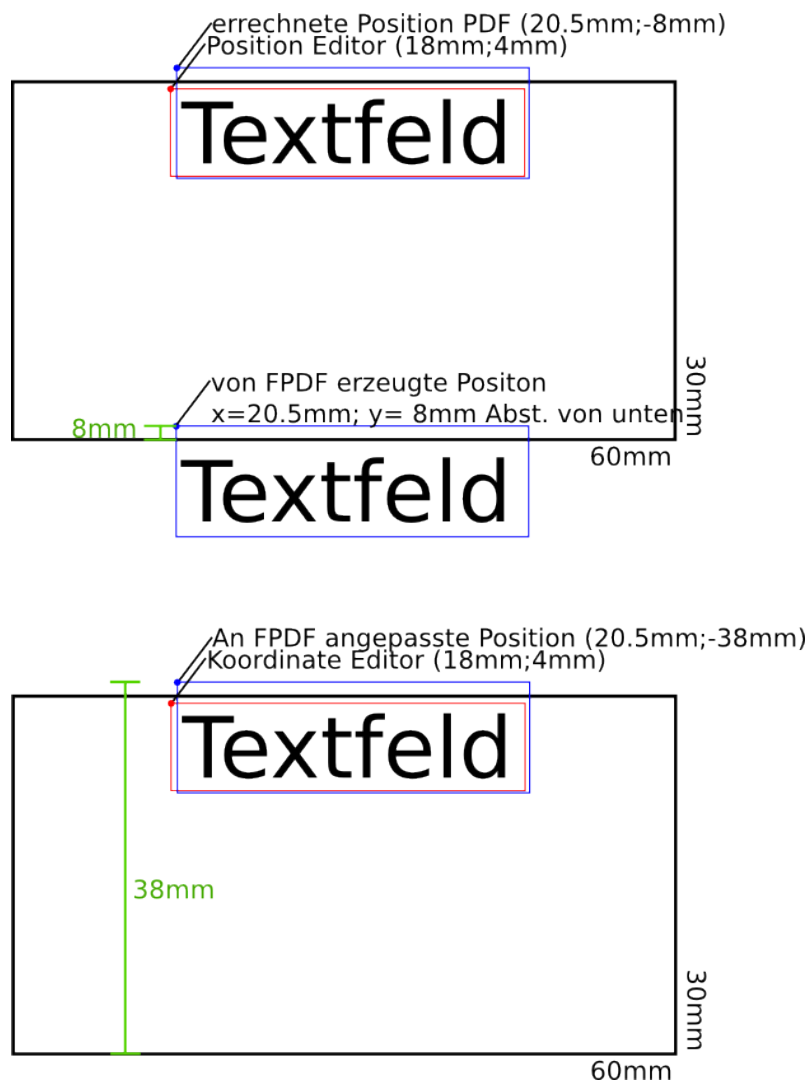 errechnete Position PDF (20.5mm;-8mm)
Position Editor (18mm;4mm)
Textfeld
von FPDF erzeugte Positon
x=20.5mm; y= 8mm Abst. von unten
8mm
30mm
60mm
Textfeld
An FPDF angepasste Position (20.5mm;-38mm)
Koordinate Editor (18mm;4mm)
Textfeld
38mm
30mm
60mm